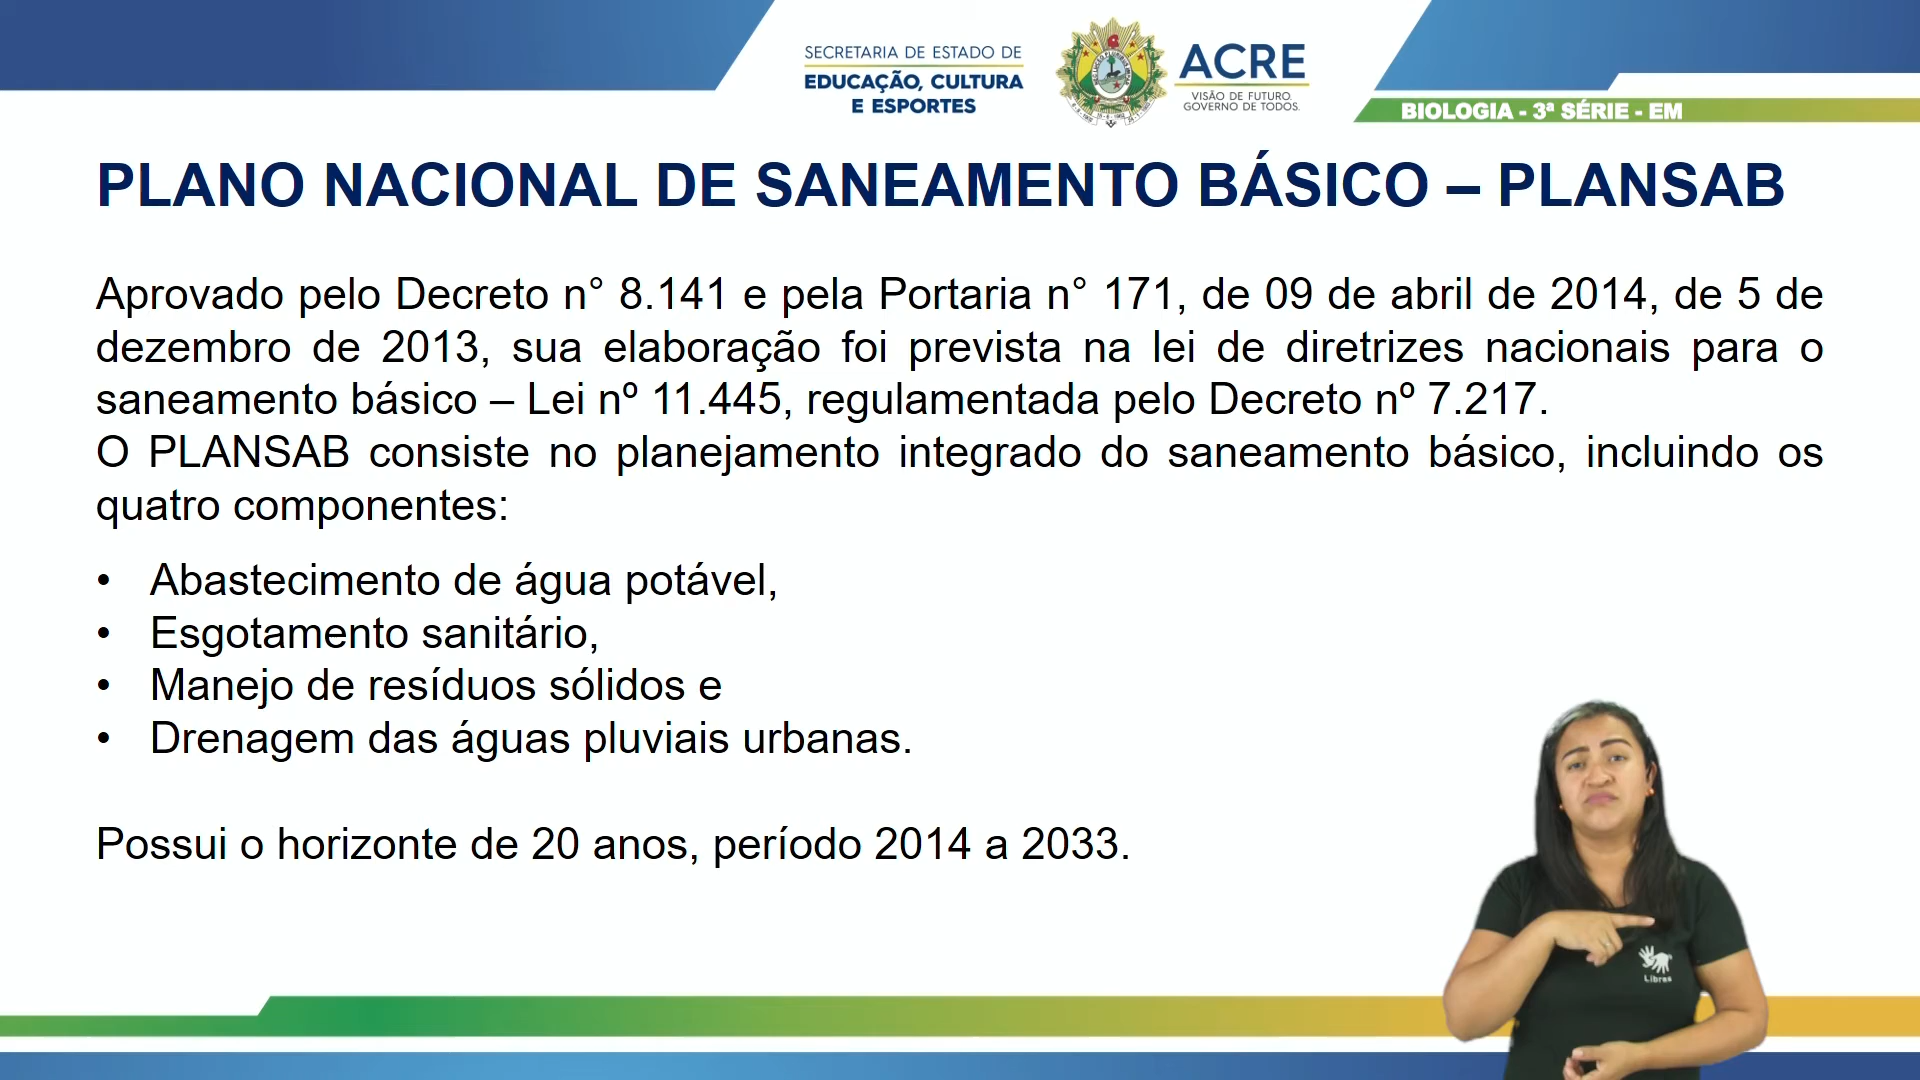 SECRETARIA DE ESTADO DE
EDUCAÇÃO, CULTURA
E ESPORTES
ACRE
VISÃO DE FUTURO.
GOVERNO DE TODOS.
BIOLOGIA - 3ª SÉRIE - EM
PLANO NACIONAL DE SANEAMENTO BÁSICO – PLANSAB
Aprovado pelo Decreto n° 8.141 e pela Portaria n° 171, de 09 de abril de 2014, de 5 de
dezembro de 2013, sua elaboração foi prevista na lei de diretrizes nacionais para o
saneamento básico – Lei nº 11.445, regulamentada pelo Decreto nº 7.217.
O PLANSAB consiste no planejamento integrado do saneamento básico, incluindo os
quatro componentes:
• Abastecimento de água potável,
• Esgotamento sanitário,
• Manejo de resíduos sólidos e
• Drenagem das águas pluviais urbanas.
Possui o horizonte de 20 anos, período 2014 a 2033.
Libras